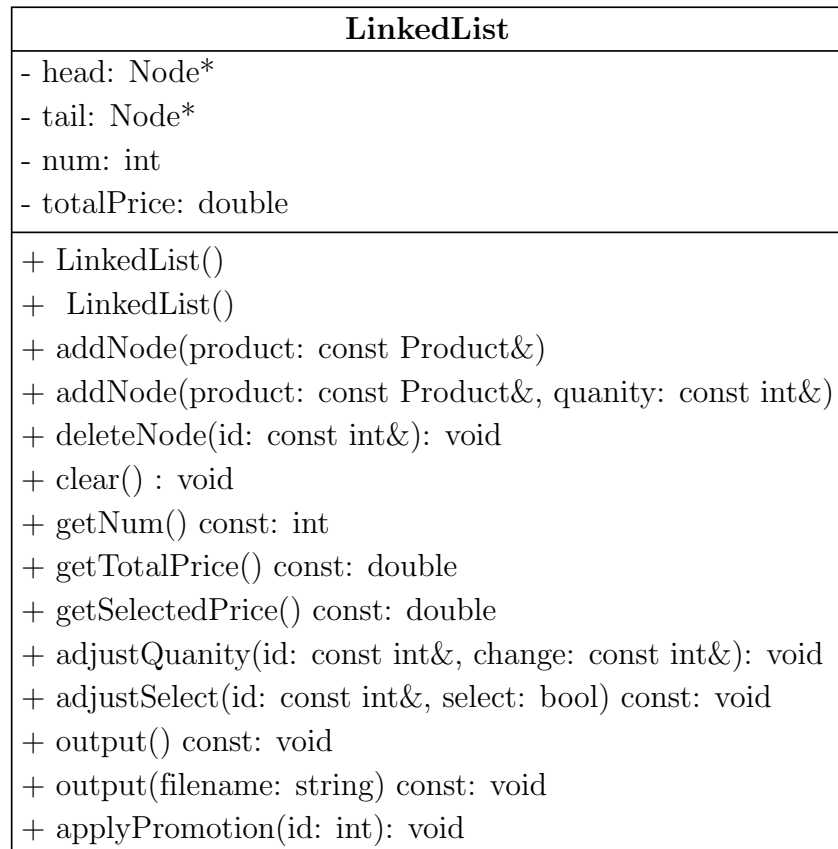 LinkedList
- head: Node*
- tail: Node*
- num: int
- totalPrice: double
+ LinkedList()
+ LinkedList()
+ addNode(product: const Product&)
+ addNode(product: const Product&, quanity: const int&)
+ deleteNode(id: const int&): void
+ clear() : void
+ getNum() const: int
+ getTotalPrice() const: double
+ getSelectedPrice() const: double
+ adjustQuanity(id: const int&, change: const int&): void
+ adjustSelect(id: const int&, select: bool) const: void
+ output() const: void
+ output(filename: string) const: void
+ applyPromotion(id: int): void